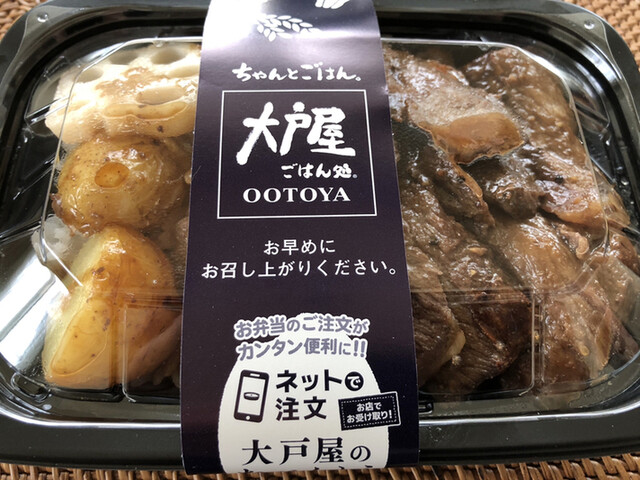 ちゃんとごはん。
大戸屋
ごはん処®
OOTOYA
お早めに
お召し上がりください。
お弁当のご注文が
カンタン便利に!!
ネットで
注文
お店で
お受け取り!
大戸屋の